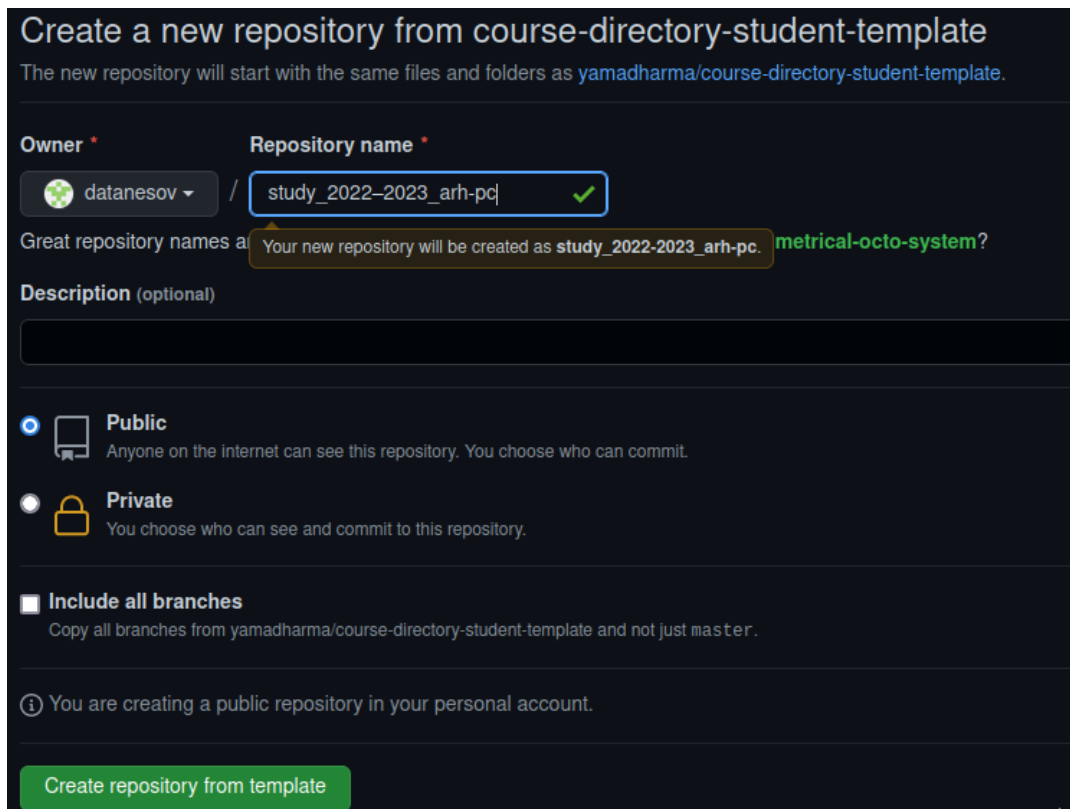 Create a new repository from course-directory-student-template
The new repository will start with the same files and folders as yamadharma/course-directory-student-template.
Owner * Repository name *
datanesov / study_2022–2023_arh-pc
Great repository names a metrical-octo-system?
Your new repository will be created as study_2022-2023_arh-pc.
Description (optional)
Public
Anyone on the internet can see this repository. You choose who can commit.
Private
You choose who can see and commit to this repository.
Include all branches
Copy all branches from yamadharma/course-directory-student-template and not just master.
You are creating a public repository in your personal account.
Create repository from template